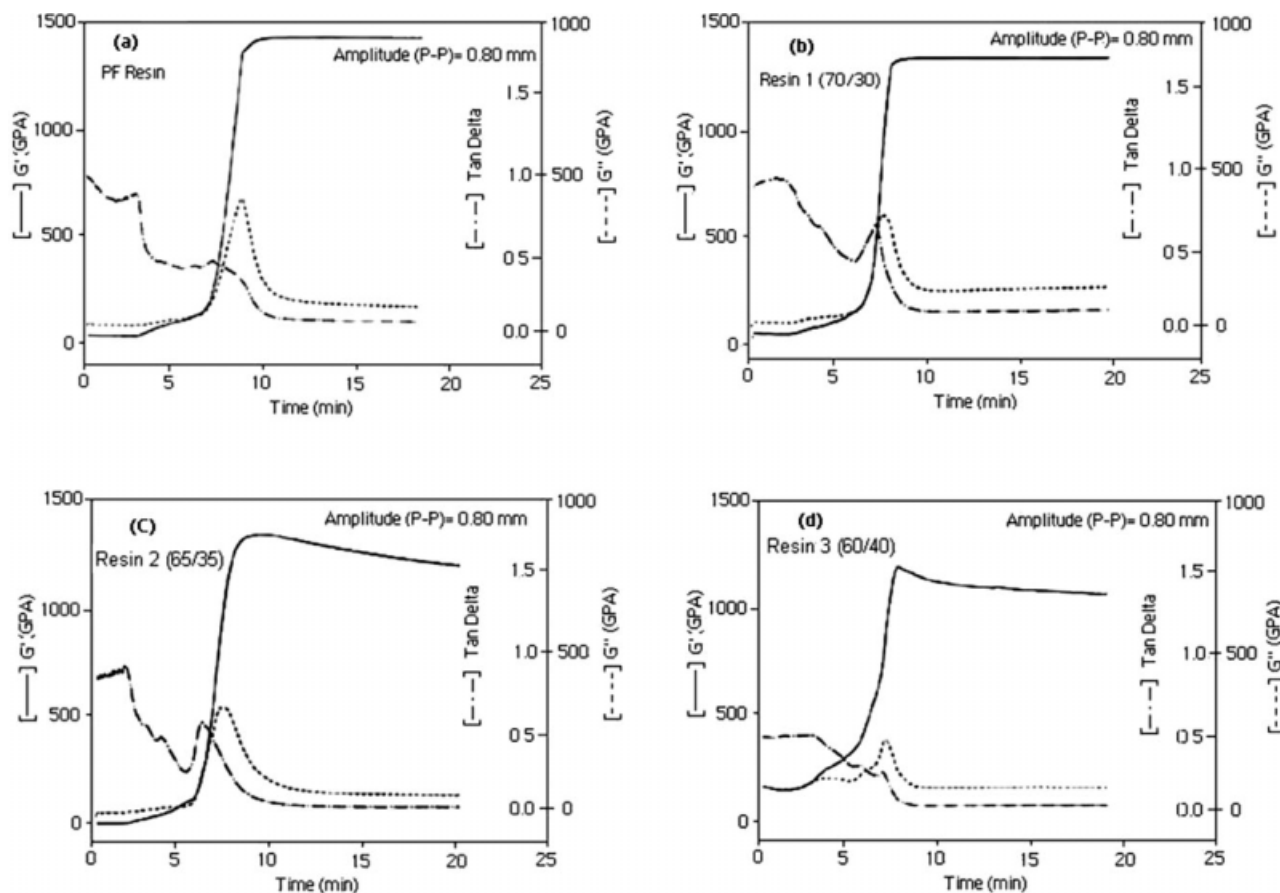 (a)
PF Resin
Amplitude (P-P)= 0.80 mm
1500
1000
500
0
[—] G' (GPA)
0 5 10 15 20 25
Time (min)
1.5
1.0
0.5
0.0
[-·-] Tan Delta
1000
500
0
[---] G'' (GPA)
(b)
Resin 1 (70/30)
Amplitude (P-P)= 0.80 mm
1500
1000
500
0
[—] G' (GPA)
0 5 10 15 20 25
Time (min)
1.5
1.0
0.5
0.0
[-·-] Tan Delta
1000
500
0
[---] G'' (GPA)
(C)
Resin 2 (65/35)
Amplitude (P-P)= 0.80 mm
1500
1000
500
0
[—] G' (GPA)
0 5 10 15 20 25
Time (min)
1.5
1.0
0.5
0.0
[-·-] Tan Delta
1000
500
0
[---] G'' (GPA)
(d)
Resin 3 (60/40)
Amplitude (P-P)= 0.80 mm
1500
1000
500
0
[—] G' (GPA)
0 5 10 15 20 25
Time (min)
1.5
1.0
0.5
0.0
[-·-] Tan Delta
1000
500
0
[---] G'' (GPA)